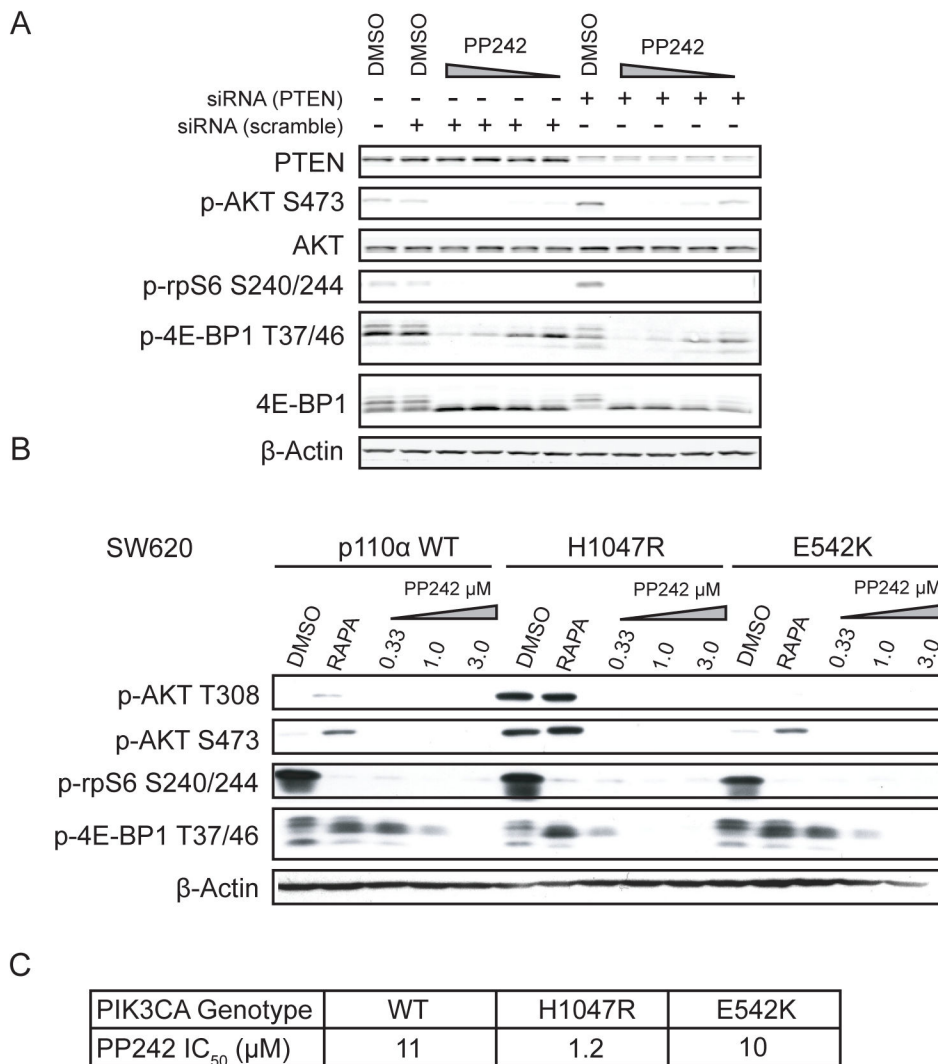 A
DMSO DMSO PP242 DMSO PP242
siRNA (PTEN) - - - - - - + + + + +
siRNA (scramble) - + + + + + - - - - -
PTEN
p-AKT S473
AKT
p-rpS6 S240/244
p-4E-BP1 T37/46
4E-BP1
β-Actin
B
SW620 p110α WT H1047R E542K
PP242 μM PP242 μM PP242 μM
DMSO RAPA 0.33 1.0 3.0 DMSO RAPA 0.33 1.0 3.0 DMSO RAPA 0.33 1.0 3.0
p-AKT T308
p-AKT S473
p-rpS6 S240/244
p-4E-BP1 T37/46
β-Actin
C
PIK3CA Genotype WT H1047R E542K
PP242 IC50 (μM) 11 1.2 10